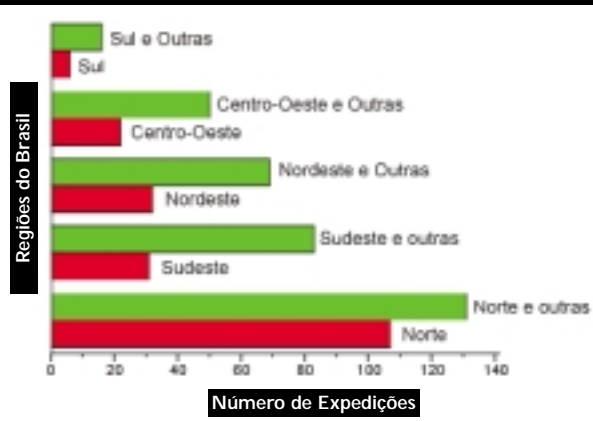 Sul e Outras
Sul
Centro-Oeste e Outras
Centro-Oeste
Nordeste e Outras
Nordeste
Sudeste e outras
Sudeste
Norte e outras
Norte
Regiões do Brasil
0 20 40 60 80 100 120 140
Número de Expedições